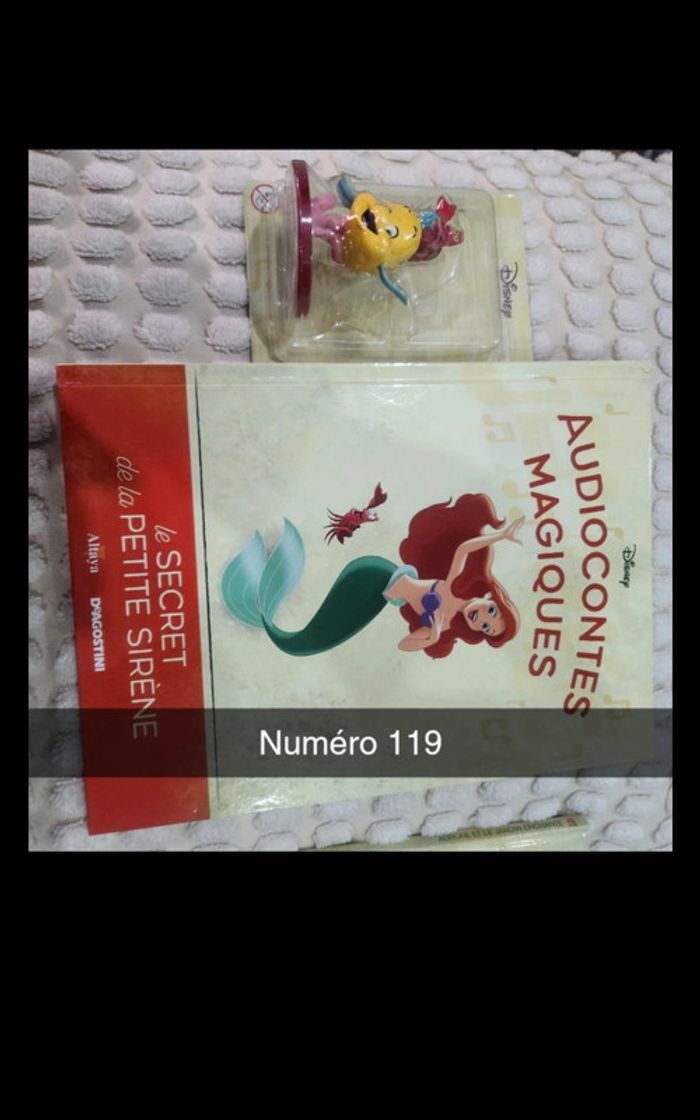 DISNEY
DISNEY
AUDIOCONTES
MAGIQUES
le SECRET
de la PETITE SIRÈNE
Altaya DEAGOSTINI
Numéro 119